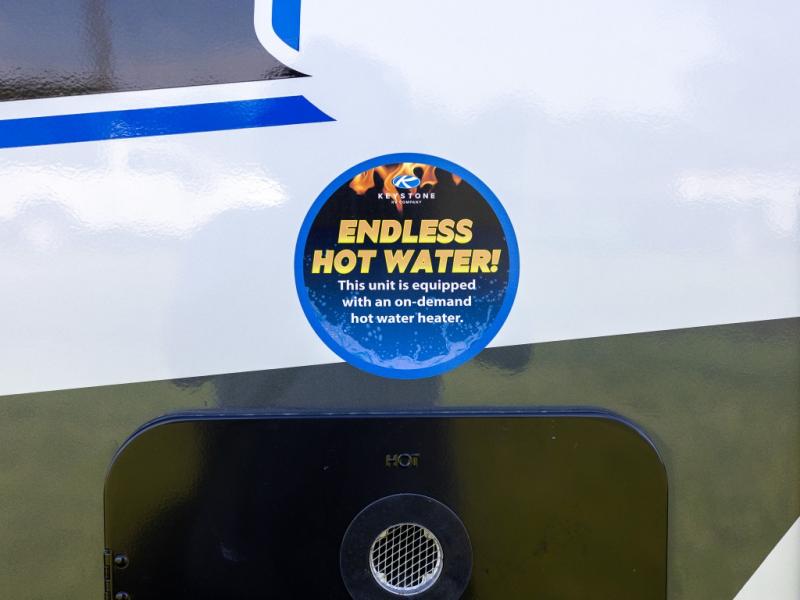 KEYSTONE
RV COMPANY
ENDLESS
HOT WATER!
This unit is equipped
with an on-demand
hot water heater.
HOT